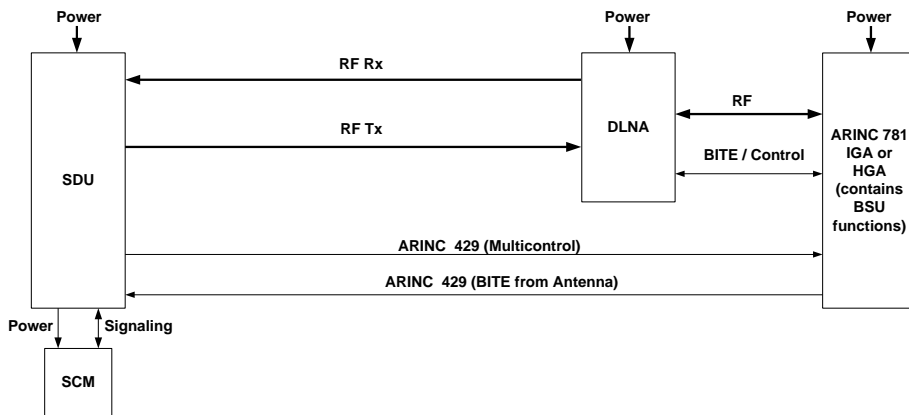 Power
Power
Power
RF Rx
RF Tx
SDU
DLNA
RF
BITE / Control
ARINC 781
IGA or
HGA
(contains
BSU
functions)
ARINC 429 (Multicontrol)
ARINC 429 (BITE from Antenna)
Power
Signaling
SCM